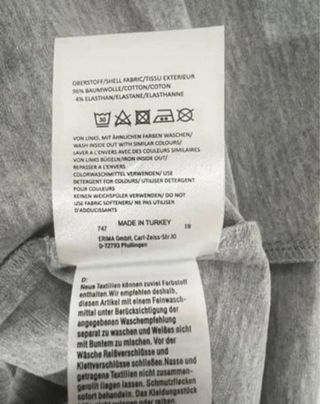 OBERSTOFF/SHELL FABRIC/TISSU EXTERIEUR
96% BAUMWOLLE/COTTON/COTON
4% ELASTHAN/ELASTANE/ELASTHANNE
30
VON LINKS, MIT ÄHNLICHEN FARBEN WASCHEN/
WASH INSIDE OUT WITH SIMILAR COLOURS/
LAVER A L'ENVERS AVEC DES COULEURS SIMILAIRES
VON LINKS BÜGELN/IRON INSIDE OUT/
REPASSER A L'ENVERS
COLORWASCHMITTEL VERWENDEN/ USE
DETERGENT FOR COLOURS/ UTILISER DETERGENT
POUR COULEURS
REINEN WEICHSPÜLER VERWENDEN/ DO NOT
USE FABRIC SOFTENERS/ NE PAS UTILISER
D'ADOUCISSANTS
MADE IN TURKEY
747
ERIMA GmbH, Carl-Zeiss-Str.10
D-72793 Pfullingen
D:
Neue Textilien können zuviel Farbstoff
enthalten. Wir empfehlen deshalb,
diesen Artikel mit einem Feinwasch-
mittel unter Berücksichtigung der
angegebenen Waschempfehlung
separat zu waschen und Weißes nicht
mit Buntem zu mischen. Vor der
Wäsche Reißverschlüsse und
Klettverschlüsse schließen. Nasse und
getragene Textilien nicht zusammen-
gerollt liegen lassen. Schmutzflecken
sofort behandeln. Das Kleidungsstück